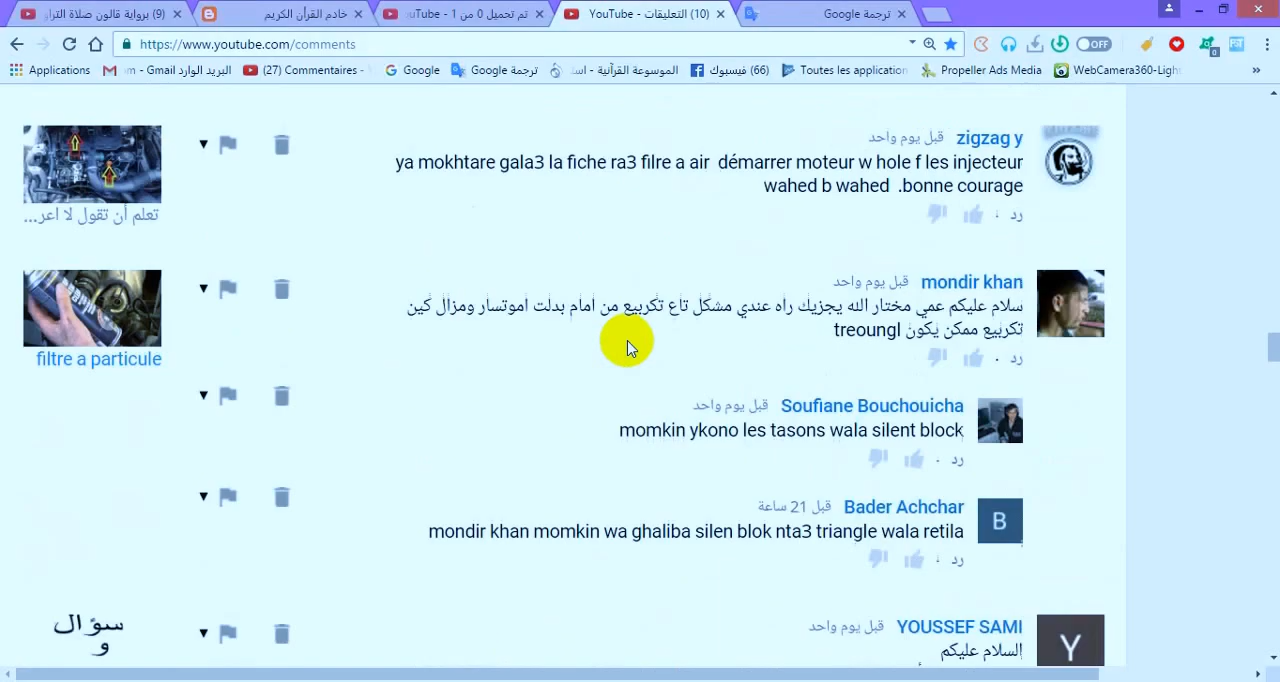 (9) برواية قالون صلاة التراو
خادم القرآن الكريم
تم تحميل 0 من 1 - uTube
YouTube - التعليقات (10)
ترجمة Google
https://www.youtube.com/comments
OFF
0
Applications
البريد الوارد m - Gmail
(27) Commentaires -
Google
ترجمة Google
الموسوعة القرآنية - اسـ
(66) فيسبوك
Toutes les application
Propeller Ads Media
WebCamera360-Ligh
»
zigzag y قبل يوم واحد
ya mokhtare gala3 la fiche ra3 filre a air démarrer moteur w hole f les injecteur
wahed b wahed .bonne courage
رد
تعلم أن تقول لا اعر...
mondir khan قبل يوم واحد
سلام عليكم عمي مختار الله يجزيك راه عندي مشكل تاع تكربيع من امام بدلت اموتسار ومزال كين
تكربيع ممكن يكون treoungl
رد
filtre a particule
Soufiane Bouchouicha قبل يوم واحد
momkin ykono les tasons wala silent block
رد
Bader Achchar قبل 21 ساعة
B
mondir khan momkin wa ghaliba silen blok nta3 triangle wala retila
رد
YOUSSEF SAMI قبل يوم واحد
Y
السلام عليكم
سؤال
و